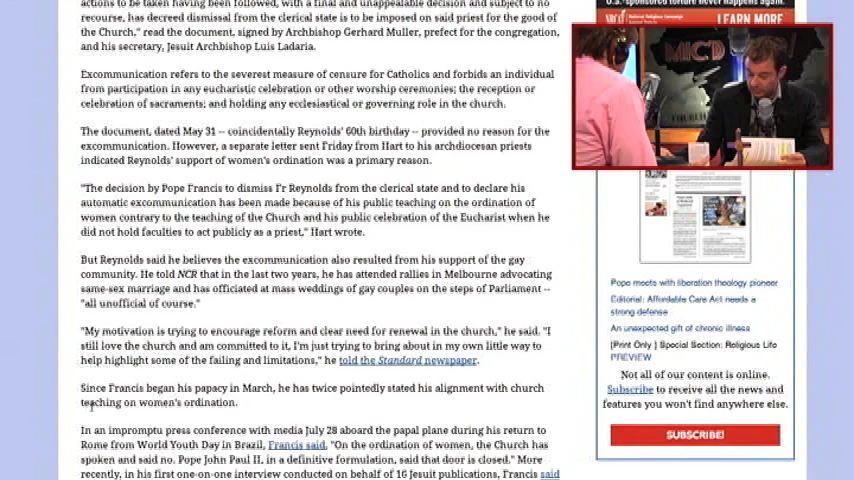 actions to be taken having been followed, with a final and unappealable decision and subject to no
recourse, has decreed dismissal from the clerical state is to be imposed on said priest for the good of
the Church," read the document, signed by Archbishop Gerhard Muller, prefect for the congregation,
and his secretary, Jesuit Archbishop Luis Ladaria.
Excommunication refers to the severest measure of censure for Catholics and forbids an individual
from participation in any eucharistic celebration or other worship ceremonies; the reception or
celebration of sacraments; and holding any ecclesiastical or governing role in the church.
The document, dated May 31 -- coincidentally Reynolds' 60th birthday -- provided no reason for the
excommunication. However, a separate letter sent Friday from Hart to his archdiocesan priests
indicated Reynolds' support of women's ordination was a primary reason.
"The decision by Pope Francis to dismiss Fr Reynolds from the clerical state and to declare his
automatic excommunication has been made because of his public teaching on the ordination of
women contrary to the teaching of the Church and his public celebration of the Eucharist when he
did not hold faculties to act publicly as a priest," Hart wrote.
But Reynolds said he believes the excommunication also resulted from his support of the gay
community. He told NCR that in the last two years, he has attended rallies in Melbourne advocating
same-sex marriage and has officiated at mass weddings of gay couples on the steps of Parliament --
"all unofficial of course."
"My motivation is trying to encourage reform and clear need for renewal in the church," he said. "I
still love the church and am committed to it, I'm just trying to bring about in my own little way to
help highlight some of the failing and limitations," he told the Standard newspaper.
Since Francis began his papacy in March, he has twice pointedly stated his alignment with church
teaching on women's ordination.
In an impromptu press conference with media July 28 aboard the papal plane during his return to
Rome from World Youth Day in Brazil, Francis said, "On the ordination of women, the Church has
spoken and said no. Pope John Paul II, in a definitive formulation, said that door is closed." More
recently, in his first one-on-one interview conducted on behalf of 16 Jesuit publications, Francis said
U.S.-sponsored torture never happens again.
LEARN MORE
Pope meets with liberation theology pioneer
Editorial: Affordable Care Act needs a
strong defense
An unexpected gift of chronic illness
[Print Only ] Special Section: Religious Life
PREVIEW
Not all of our content is online.
Subscribe to receive all the news and
features you won't find anywhere else.
SUBSCRIBE!